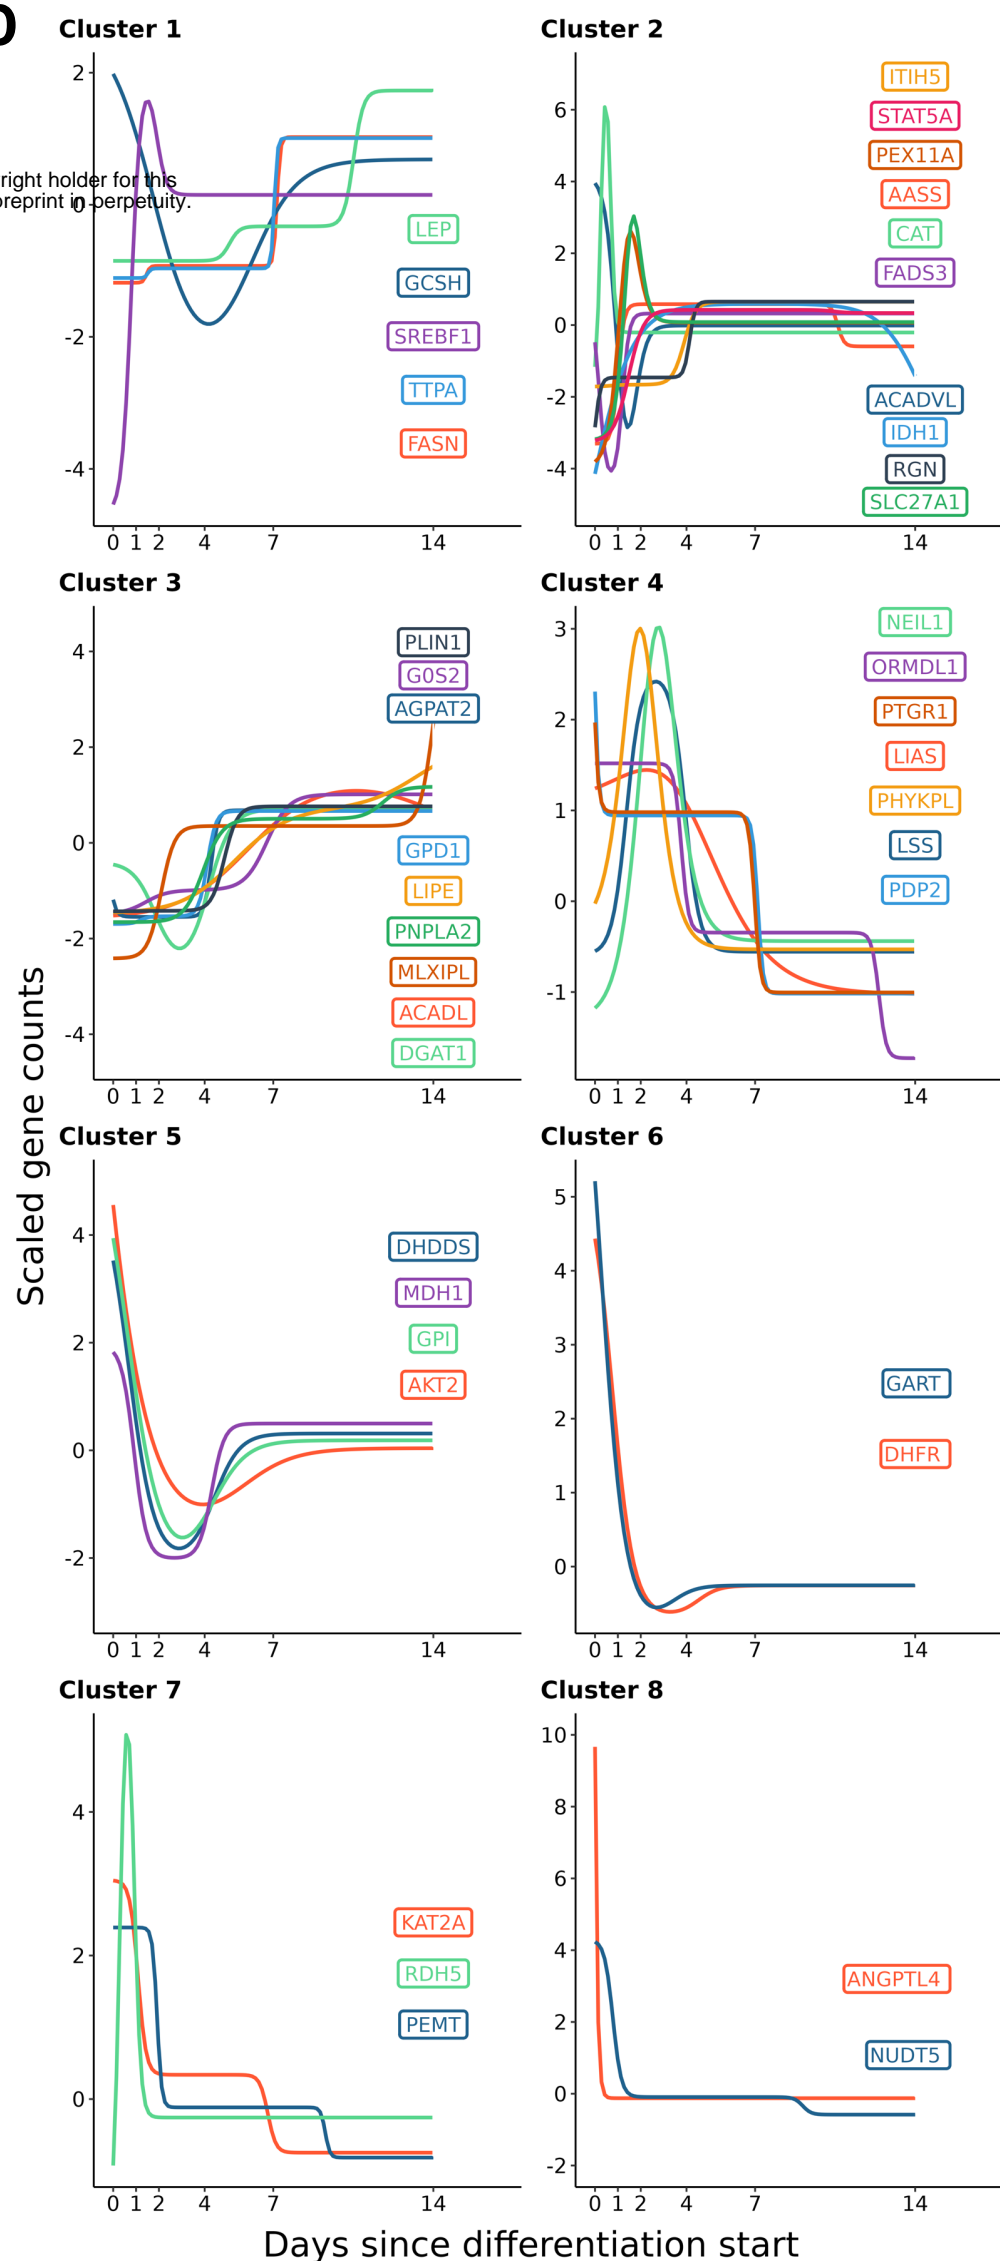 Cluster 1
2
0
-2
-4
right holder for this
preprint in perpetuity.
LEP
GCSH
SREBF1
TTPA
FASN
0 1 2 4 7 14
Cluster 2
6
4
2
0
-2
-4
ITIH5
STAT5A
PEX11A
AASS
CAT
FADS3
ACADVL
IDH1
RGN
SLC27A1
0 1 2 4 7 14
Cluster 3
4
2
0
-2
-4
PLIN1
G0S2
AGPAT2
GPD1
LIPE
PNPLA2
MLXIPL
ACADL
DGAT1
0 1 2 4 7 14
Cluster 4
3
2
1
0
-1
NEIL1
ORMDL1
PTGR1
LIAS
PHYKPL
LSS
PDP2
0 1 2 4 7 14
Scaled gene counts
Cluster 5
4
2
0
-2
DHDDS
MDH1
GPI
AKT2
0 1 2 4 7 14
Cluster 6
5
4
3
2
1
0
GART
DHFR
0 1 2 4 7 14
Cluster 7
4
2
0
KAT2A
RDH5
PEMT
0 1 2 4 7 14
Cluster 8
10
8
6
4
2
0
-2
ANGPTL4
NUDT5
0 1 2 4 7 14
Days since differentiation start